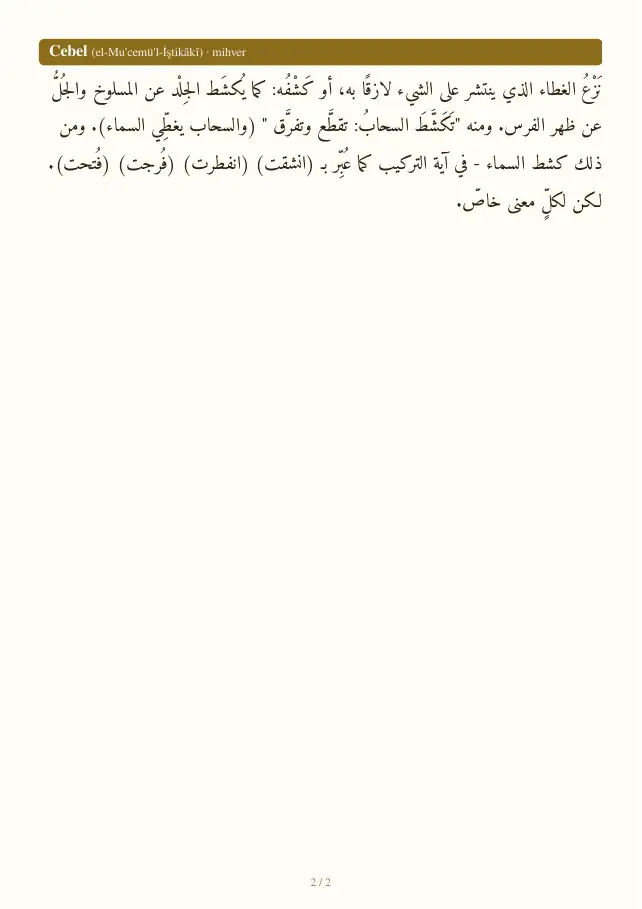 Cebel (el-Mu'cemü'l-İştikâkî) · mihver
نَزْعُ الغطاء الذي ينتشر على الشيء لازقًا به، أو كَشْفُه: كما يُكشَط الجِلْد عن المسلوخ والجُلُّ
عن ظهر الفرس. ومنه "تَكَشَّطَ السحابُ: تقطَّع وتفرَّق " (والسحاب يغطِّي السماء). ومن
ذلك كشط السماء - في آية التركيب كما عُبِّر بـ (انشقت) (انفطرت) (فُرجت) (فُتحت).
لكن لكلٍّ معنى خاصّ.
2 / 2